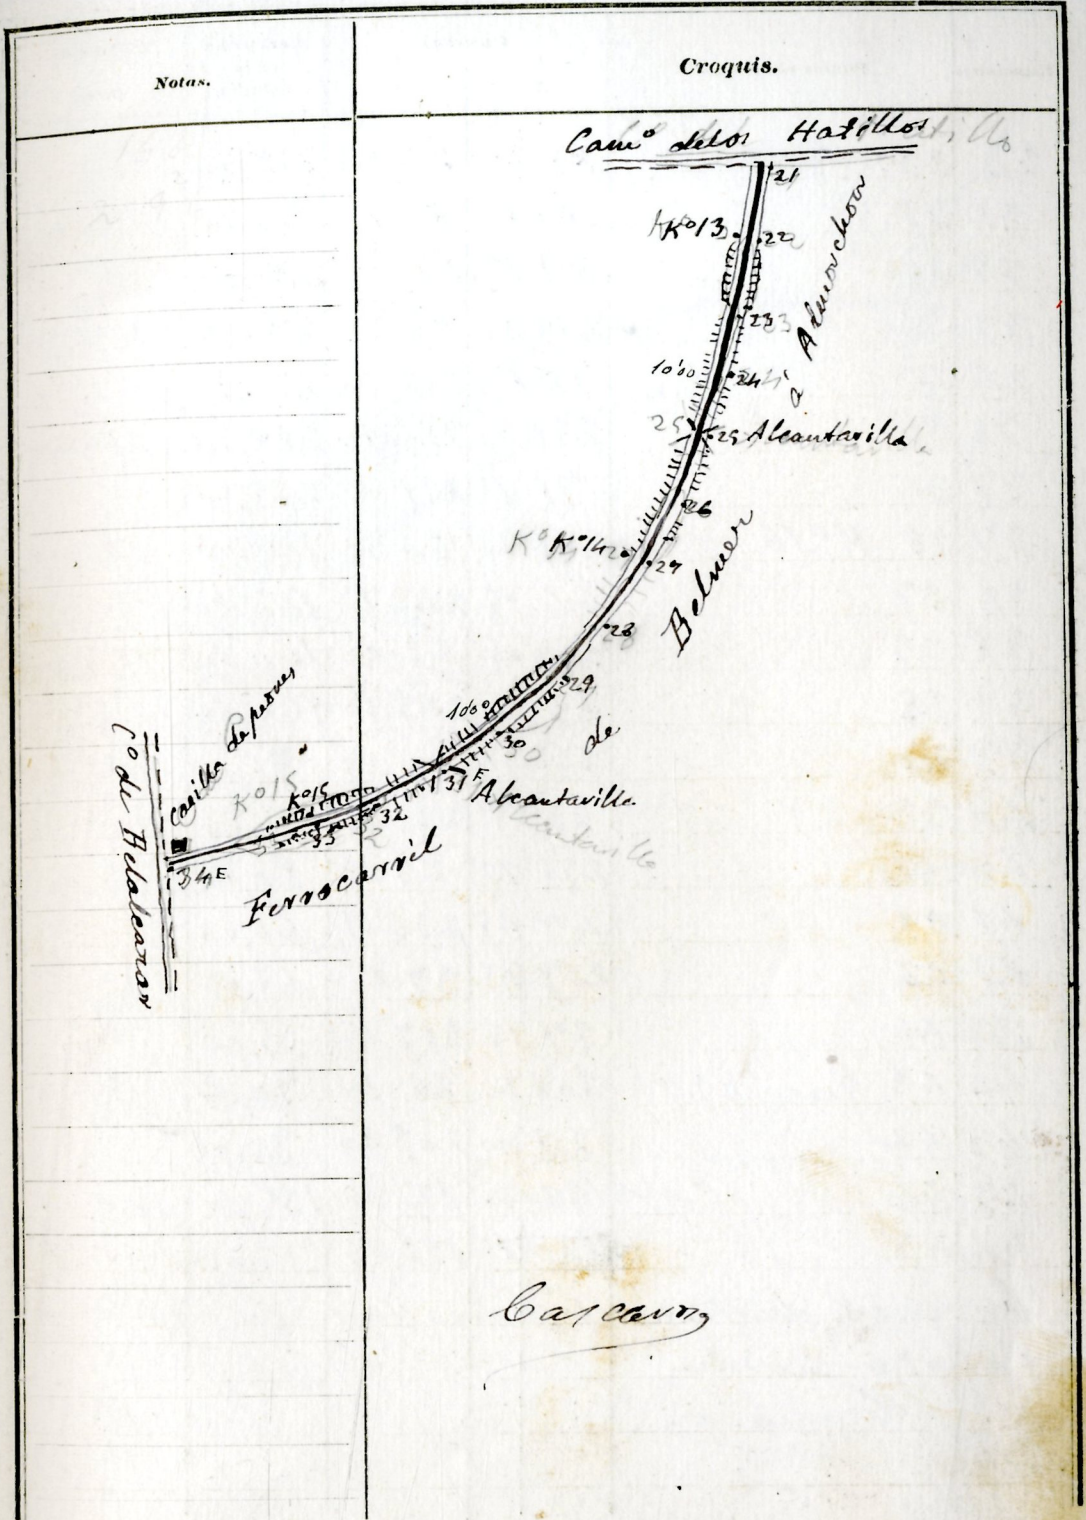 Notas.
Croquis.
Camº de los Hatillos
21
Kº13
22
23
10'00
24
25
25 Alcantarilla
26
Kº14
27
28
29
10'00
30
31 E
Alcantarilla
Kº15
32
33
34 E
Casilla de peones
Cº de Belalcazar
Ferrocarril de Belmez á Almorchon